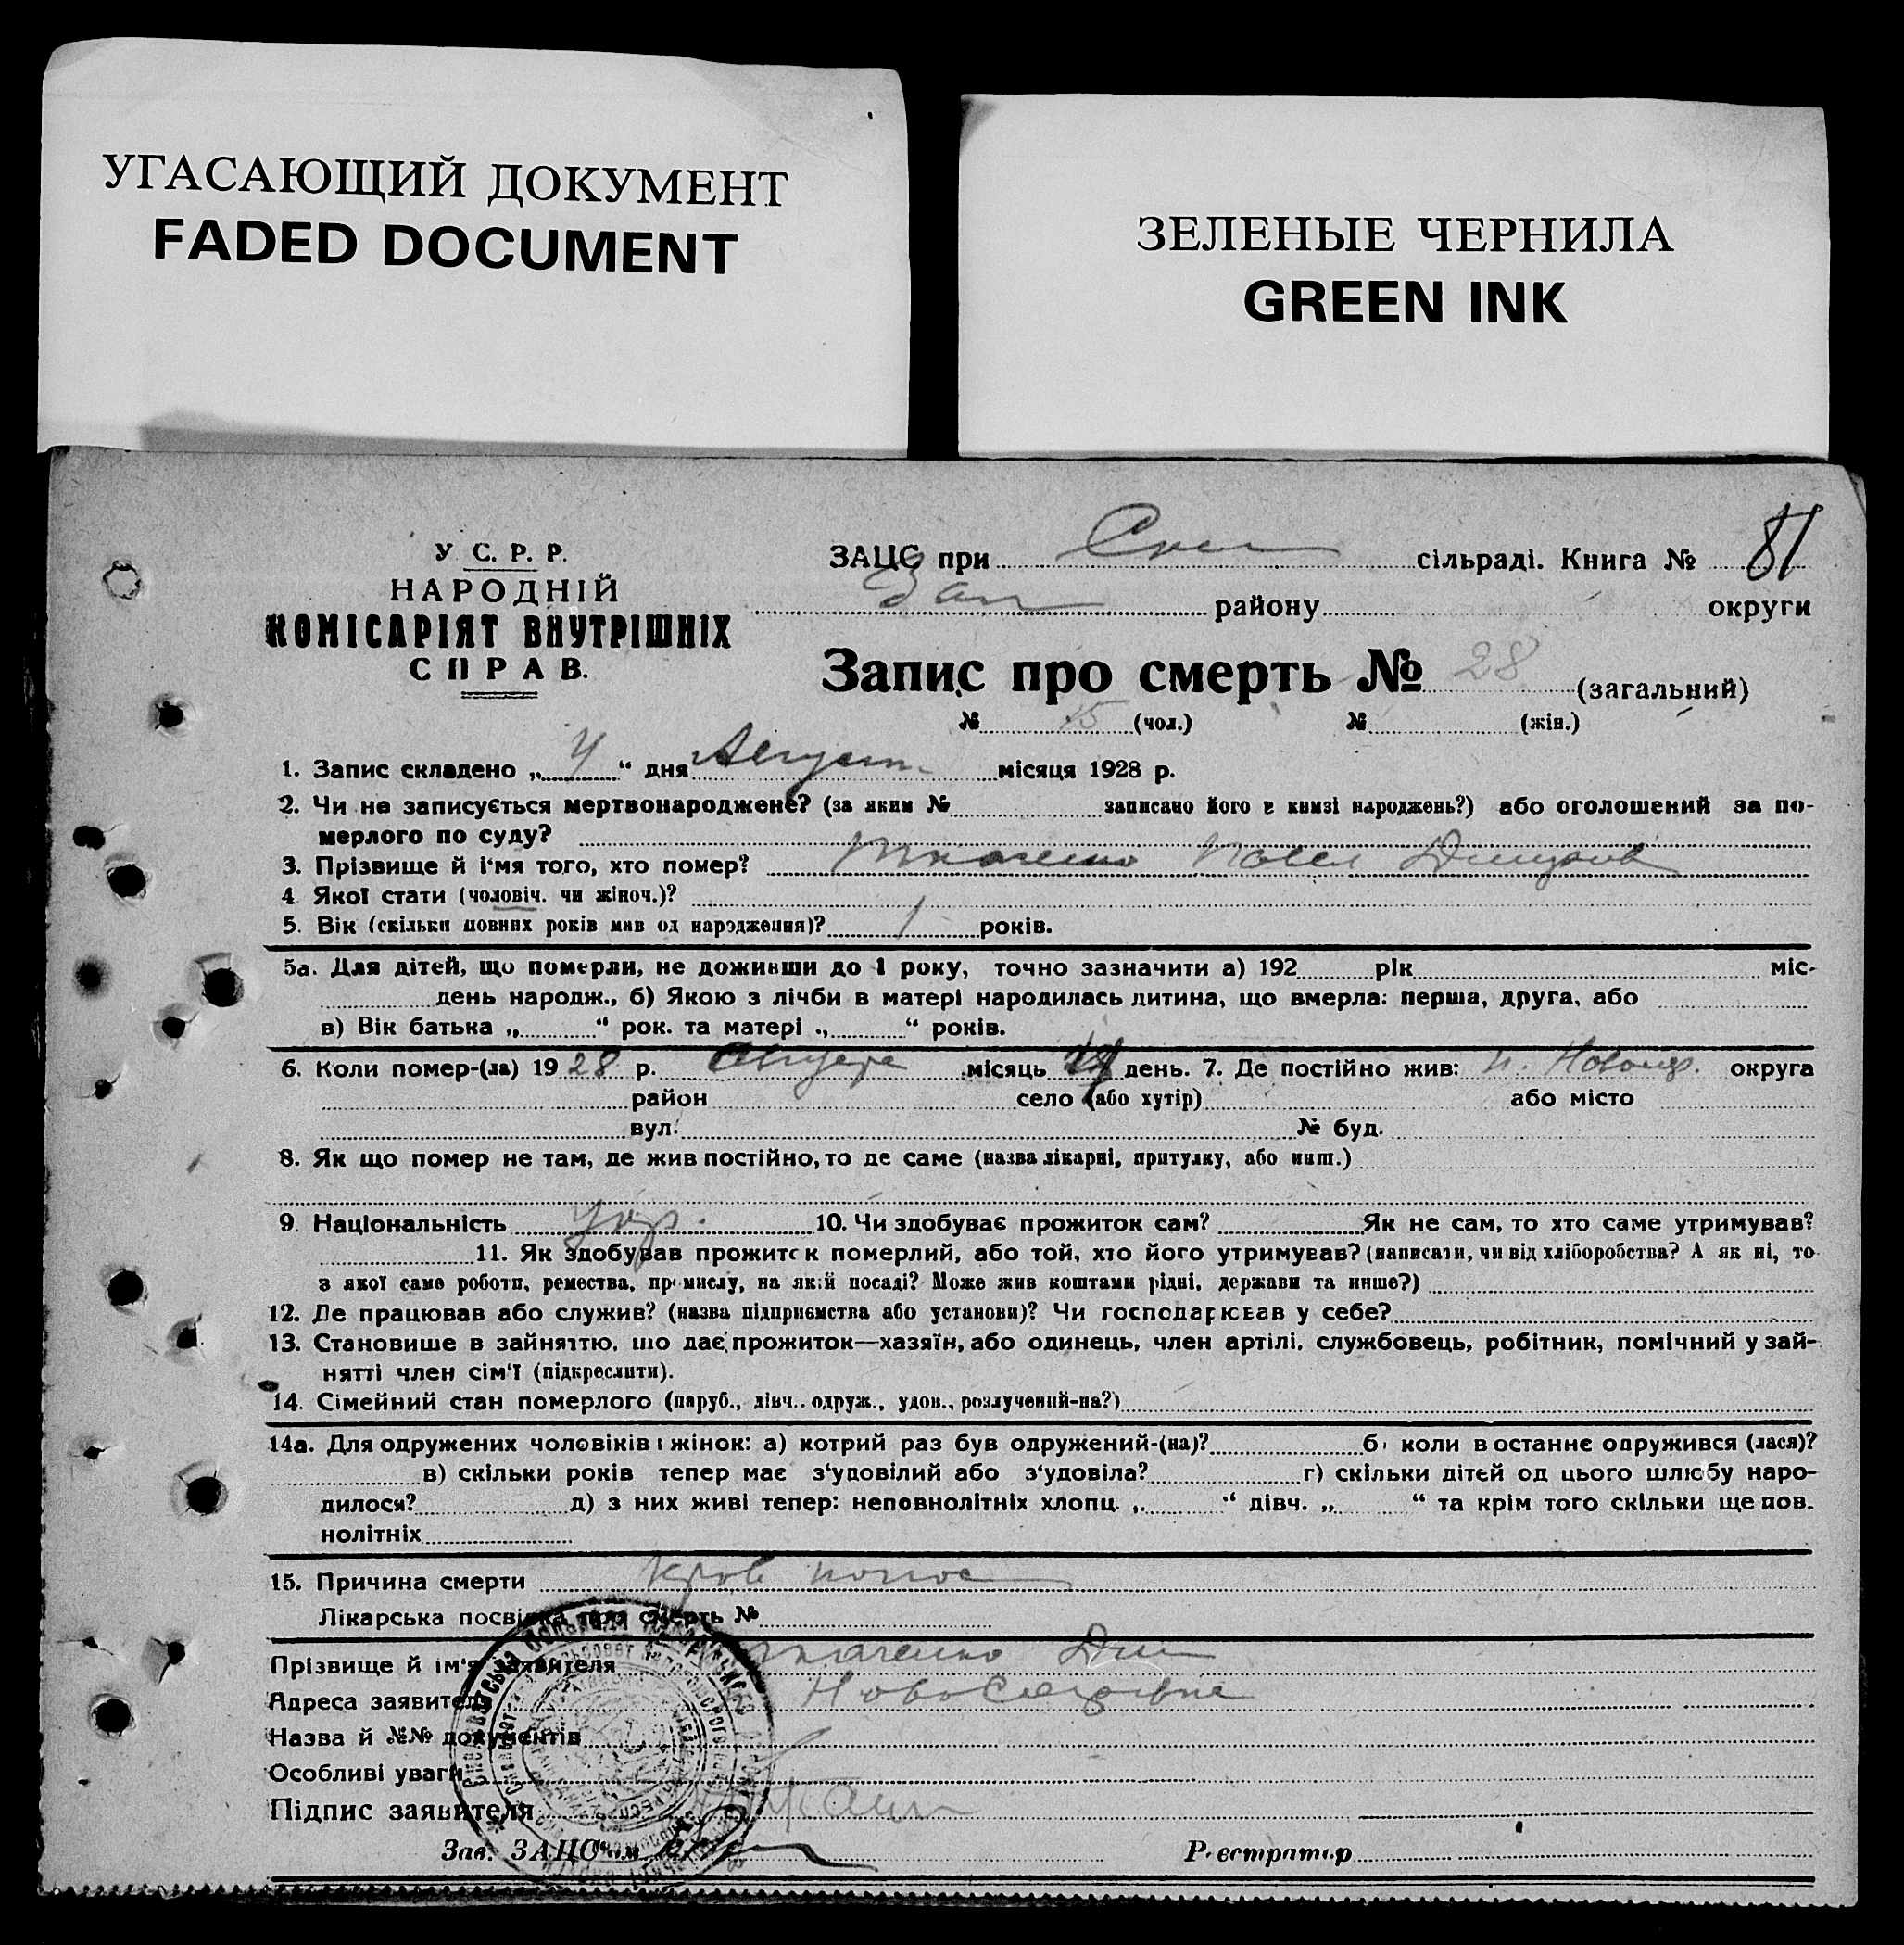 УГАСАЮЩИЙ ДОКУМЕНТ
FADED DOCUMENT
ЗЕЛЕНЫЕ ЧЕРНИЛА
GREEN INK
У С. Р. Р.
НАРОДНІЙ
КОМІСАРІЯТ ВНУТРІШНІХ
СПРАВ.
ЗАЦС при сільраді. Книга № 81
Зап району округи
Запис про смерть № 28 (загальний)
№ 15 (чол.) № (жін.)
1. Запис складено „ 4 “ дня Август місяця 1928 р.
2. Чи не записується мертвонароджене? (за яким № записано його в книзі народжень?) або оголошений за по-
мерлого по суду?
3. Прізвище й і'мя того, хто помер? Ткаченко Павел
4 Якої стати (чоловіч. чи жіноч.)?
5. Вік (скільки повних років мав од народження)? 1 років.
5а. Для дітей, що померли, не доживши до 1 року, точно зазначити а) 192 рік міс-
день народж., б) Якою з лічби в матері народилась дитина, що вмерла: перша, друга, або
в) Вік батька „ “ рок. та матері „ “ років.
6. Коли помер-(ла) 19 28 р. Августа місяць день. 7. Де постійно жив: округа
район село (або хутір) або місто
вул. № буд.
8. Як що помер не там, де жив постійно, то де саме (назва лікарні, притулку, або инш.)
9. Національність Укр. 10. Чи здобуває прожиток сам? Як не сам, то хто саме утримував?
11. Як здобував прожиток померлий, або той, хто його утримував? (написати, чи від хліборобства? А як ні, то
з якої саме роботи, ремества, промислу, на якій посаді? Може жив коштами рідні, держави та инше?)
12. Де працював або служив? (назва підприємства або установи)? Чи господарював у себе?
13. Становище в зайняттю, що дає прожиток—хазяїн, або одинець, член артілі, службовець, робітник, помічний у зай-
нятті член сім'ї (підкреслити).
14. Сімейний стан померлого (паруб., дівч., одруж., удов., розлучений-на?)
14а. Для одружених чоловіків і жінок: а) котрий раз був одружений-(на)? б) коли востаннє одружився (лася)?
в) скільки років тепер має з'удовілий або з'удовіла? г) скільки дітей од цього шлюбу наро-
дилося? д) з них живі тепер: неповнолітніх хлопц. „ “ дівч. „ “ та крім того скільки ще пов.
нолітніх
15. Причина смерти Кров понос
Лікарська посвідка про смерть №
Прізвище й ім'я заявителя Ткаченко
Адреса заявителя
Назва й №№ документів
Особливі уваги
Підпис заявителя
Зав. ЗАЦС'ом Реєстратор